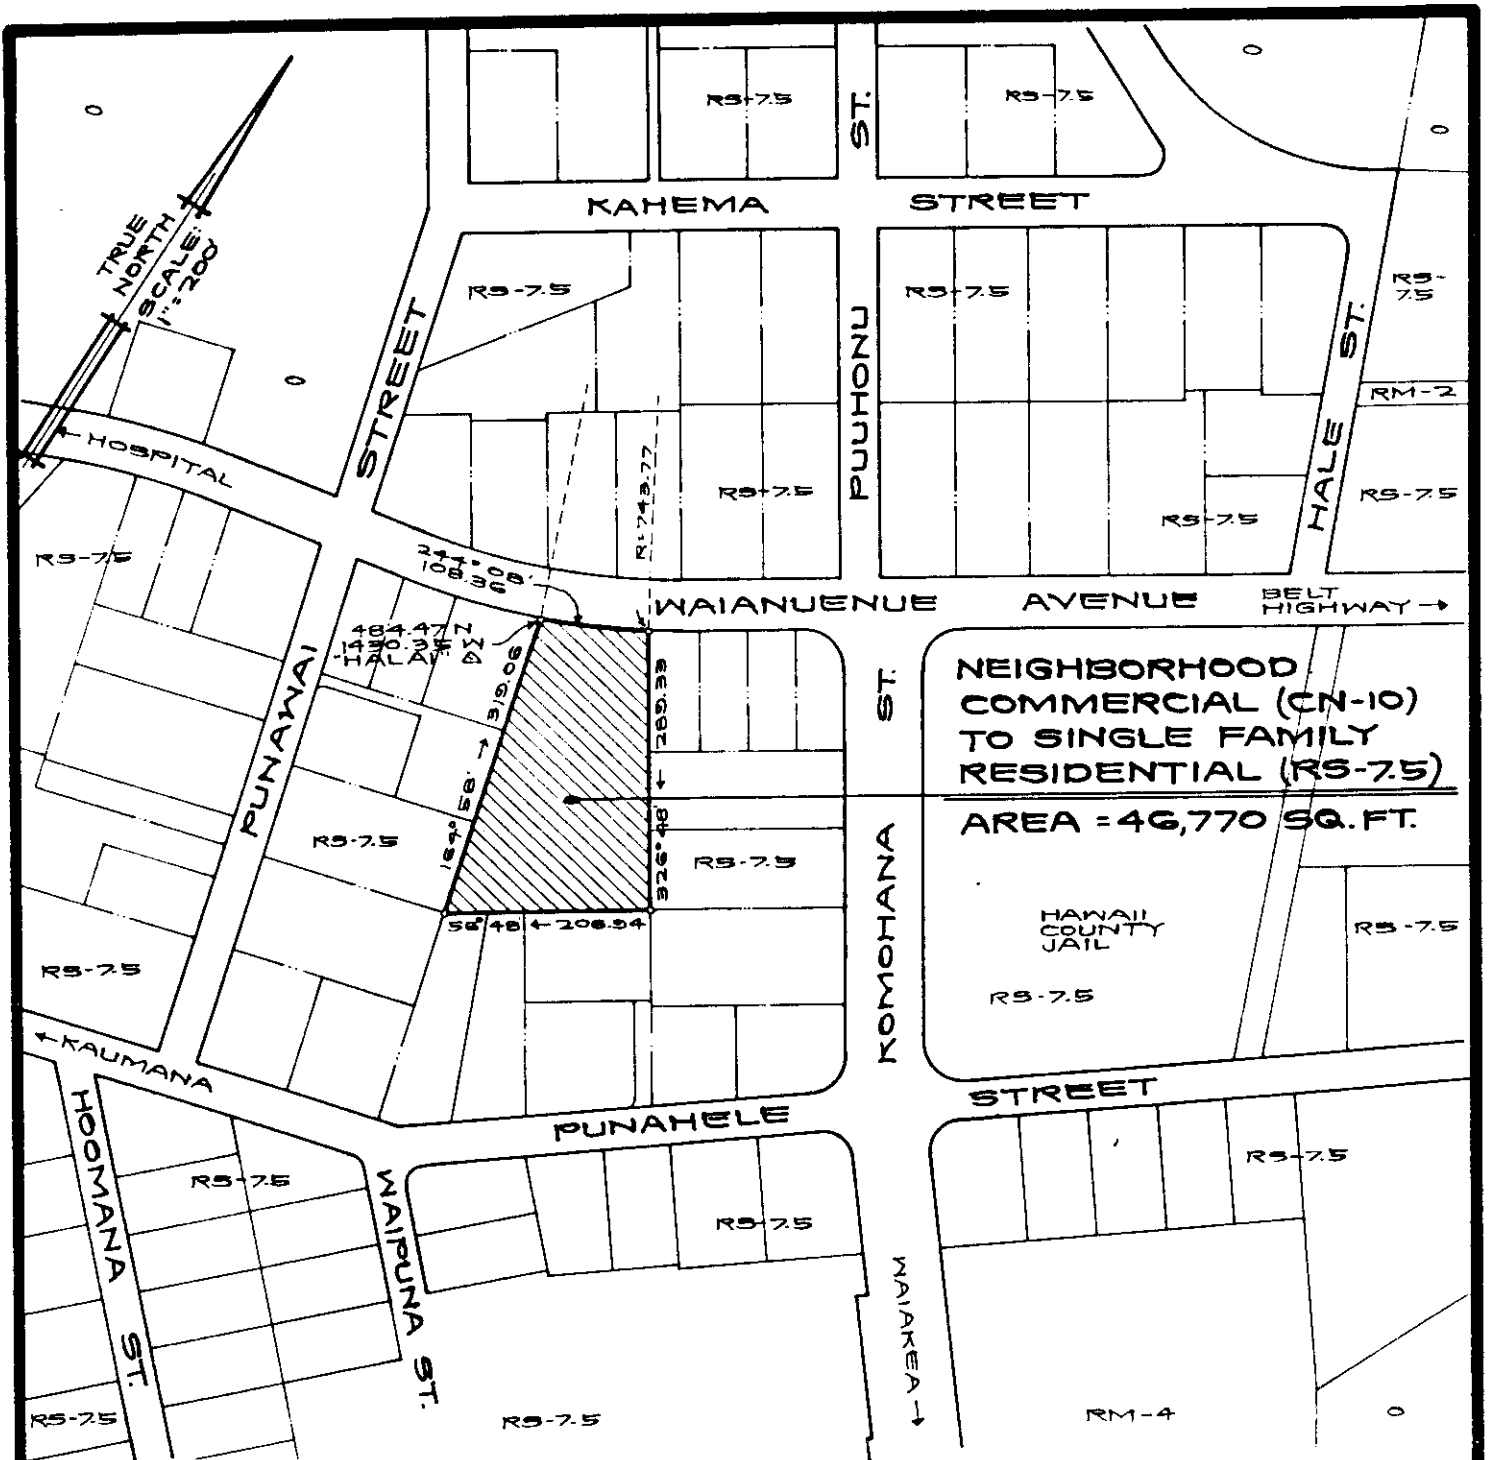 O
O
O
RS-7.5
RS-7.5
ST.
KAHEMA STREET
TRUE
NORTH
SCALE:
1"=200'
RS-7.5
RS-7.5
RS-
7.5
STREET
PUUHONU
HALE ST.
O
RM-2
← HOSPITAL
R=743.77
RS-7.5
RS-7.5
RS-7.5
RS-7.5
244° 08'
108.36
WAIANUENUE AVENUE
BELT
HIGHWAY →
484.47 N
1430.35 W
"HALAI" △
PUNAWAI
164° 58' → 319.06
289.33
326° 48' →
ST.
NEIGHBORHOOD
COMMERCIAL (CN-10)
TO SINGLE FAMILY
RESIDENTIAL (RS-7.5)
AREA = 46,770 SQ. FT.
RS-7.5
RS-7.5
KOMOHANA
56° 48' ← 206.94
HAWAII
COUNTY
JAIL
RS-7.5
RS-7.5
RS-7.5
← KAUMANA
PUNAHELE STREET
HOOMANA ST.
RS-7.5
WAIPUNA ST.
RS-7.5
RS-7.5
WAIAKEA →
RS-7.5
RS-7.5
RM-4
O